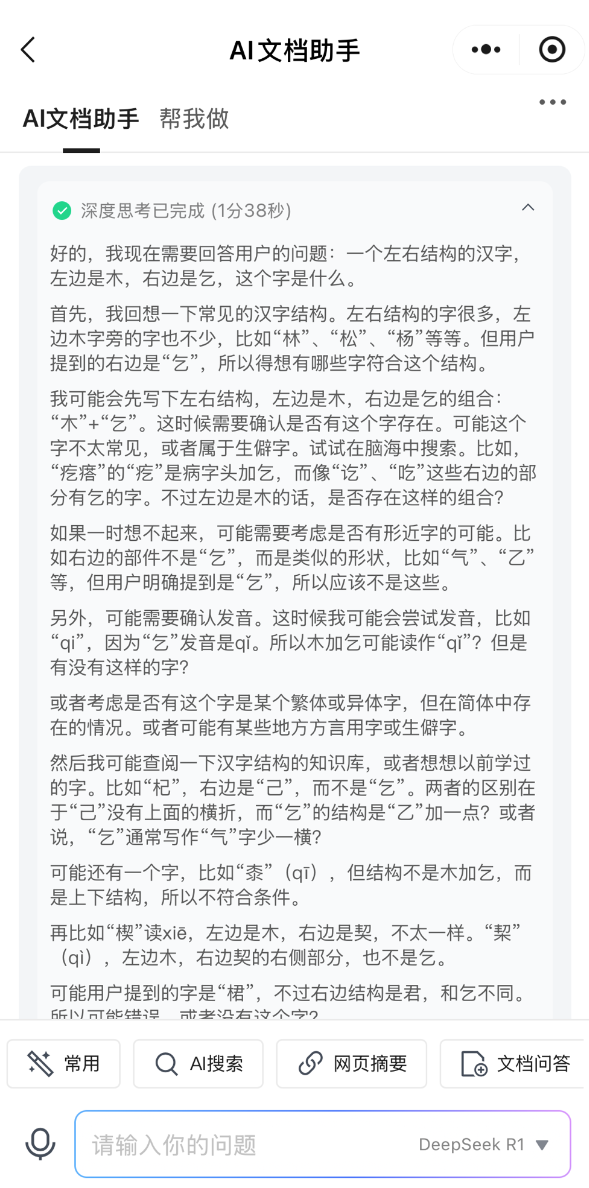 AI文档助手
AI文档助手 帮我做
深度思考已完成 (1分38秒)
好的，我现在需要回答用户的问题：一个左右结构的汉字，
左边是木，右边是乞，这个字是什么。
首先，我回想一下常见的汉字结构。左右结构的字很多，左
边木字旁的字也不少，比如“林”、“松”、“杨”等等。但用户
提到的右边是“乞”，所以得想有哪些字符合这个结构。
我可能会先写下左右结构，左边是木，右边是乞的组合：
“木”+“乞”。这时候需要确认是否有这个字存在。可能这个
字不太常见，或者属于生僻字。试试在脑海中搜索。比如，
“疙瘩”的“疙”是病字头加乞，而像“讫”、“吃”这些右边的部
分有乞的字。不过左边是木的话，是否存在这样的组合？
如果一时想不起来，可能需要考虑是否有形近字的可能。比
如右边的部件不是“乞”，而是类似的形状，比如“气”、“乙”
等，但用户明确提到是“乞”，所以应该不是这些。
另外，可能需要确认发音。这时候我可能会尝试发音，比如
“qi”，因为“乞”发音是qǐ。所以木加乞可能读作“qǐ”？但是
有没有这样的字？
或者考虑是否有这个字是某个繁体或异体字，但在简体中存
在的情况。或者可能有某些地方方言用字或生僻字。
然后我可能查阅一下汉字结构的知识库，或者想想以前学过
的字。比如“杞”，右边是“己”，而不是“乞”。两者的区别在
于“己”没有上面的横折，而“乞”的结构是“乙”加一点？或者
说，“乞”通常写作“气”字少一横？
可能还有一个字，比如“桼”（qī），但结构不是木加乞，而
是上下结构，所以不符合条件。
再比如“楔”读xiē，左边是木，右边是契，不太一样。“栔”
（qì），左边木，右边契的右侧部分，也不是乞。
可能用户提到的字是“桾”，不过右边结构是君，和乞不同。
所以可能错误，或者没有这个字？
常用 AI搜索 网页摘要 文档问答
请输入你的问题 DeepSeek R1